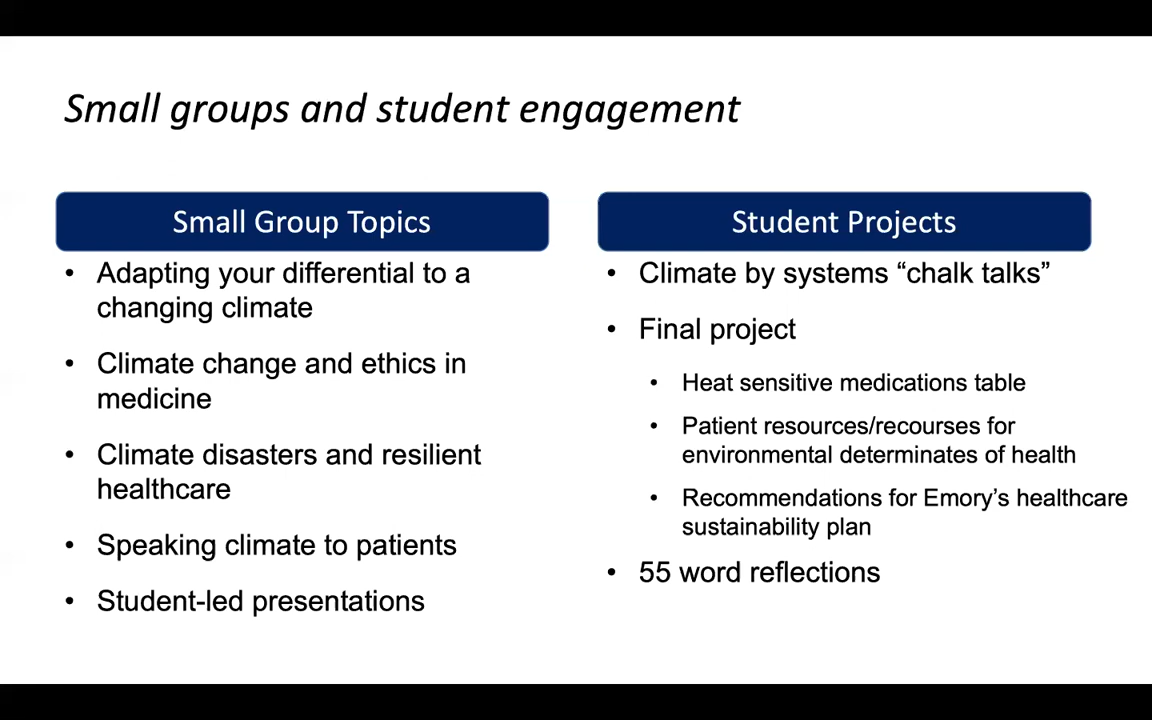 Small groups and student engagement
Small Group Topics
• Adapting your differential to a
changing climate
• Climate change and ethics in
medicine
• Climate disasters and resilient
healthcare
• Speaking climate to patients
• Student-led presentations
Student Projects
• Climate by systems “chalk talks”
• Final project
• Heat sensitive medications table
• Patient resources/recourses for
environmental determinates of health
• Recommendations for Emory’s healthcare
sustainability plan
• 55 word reflections